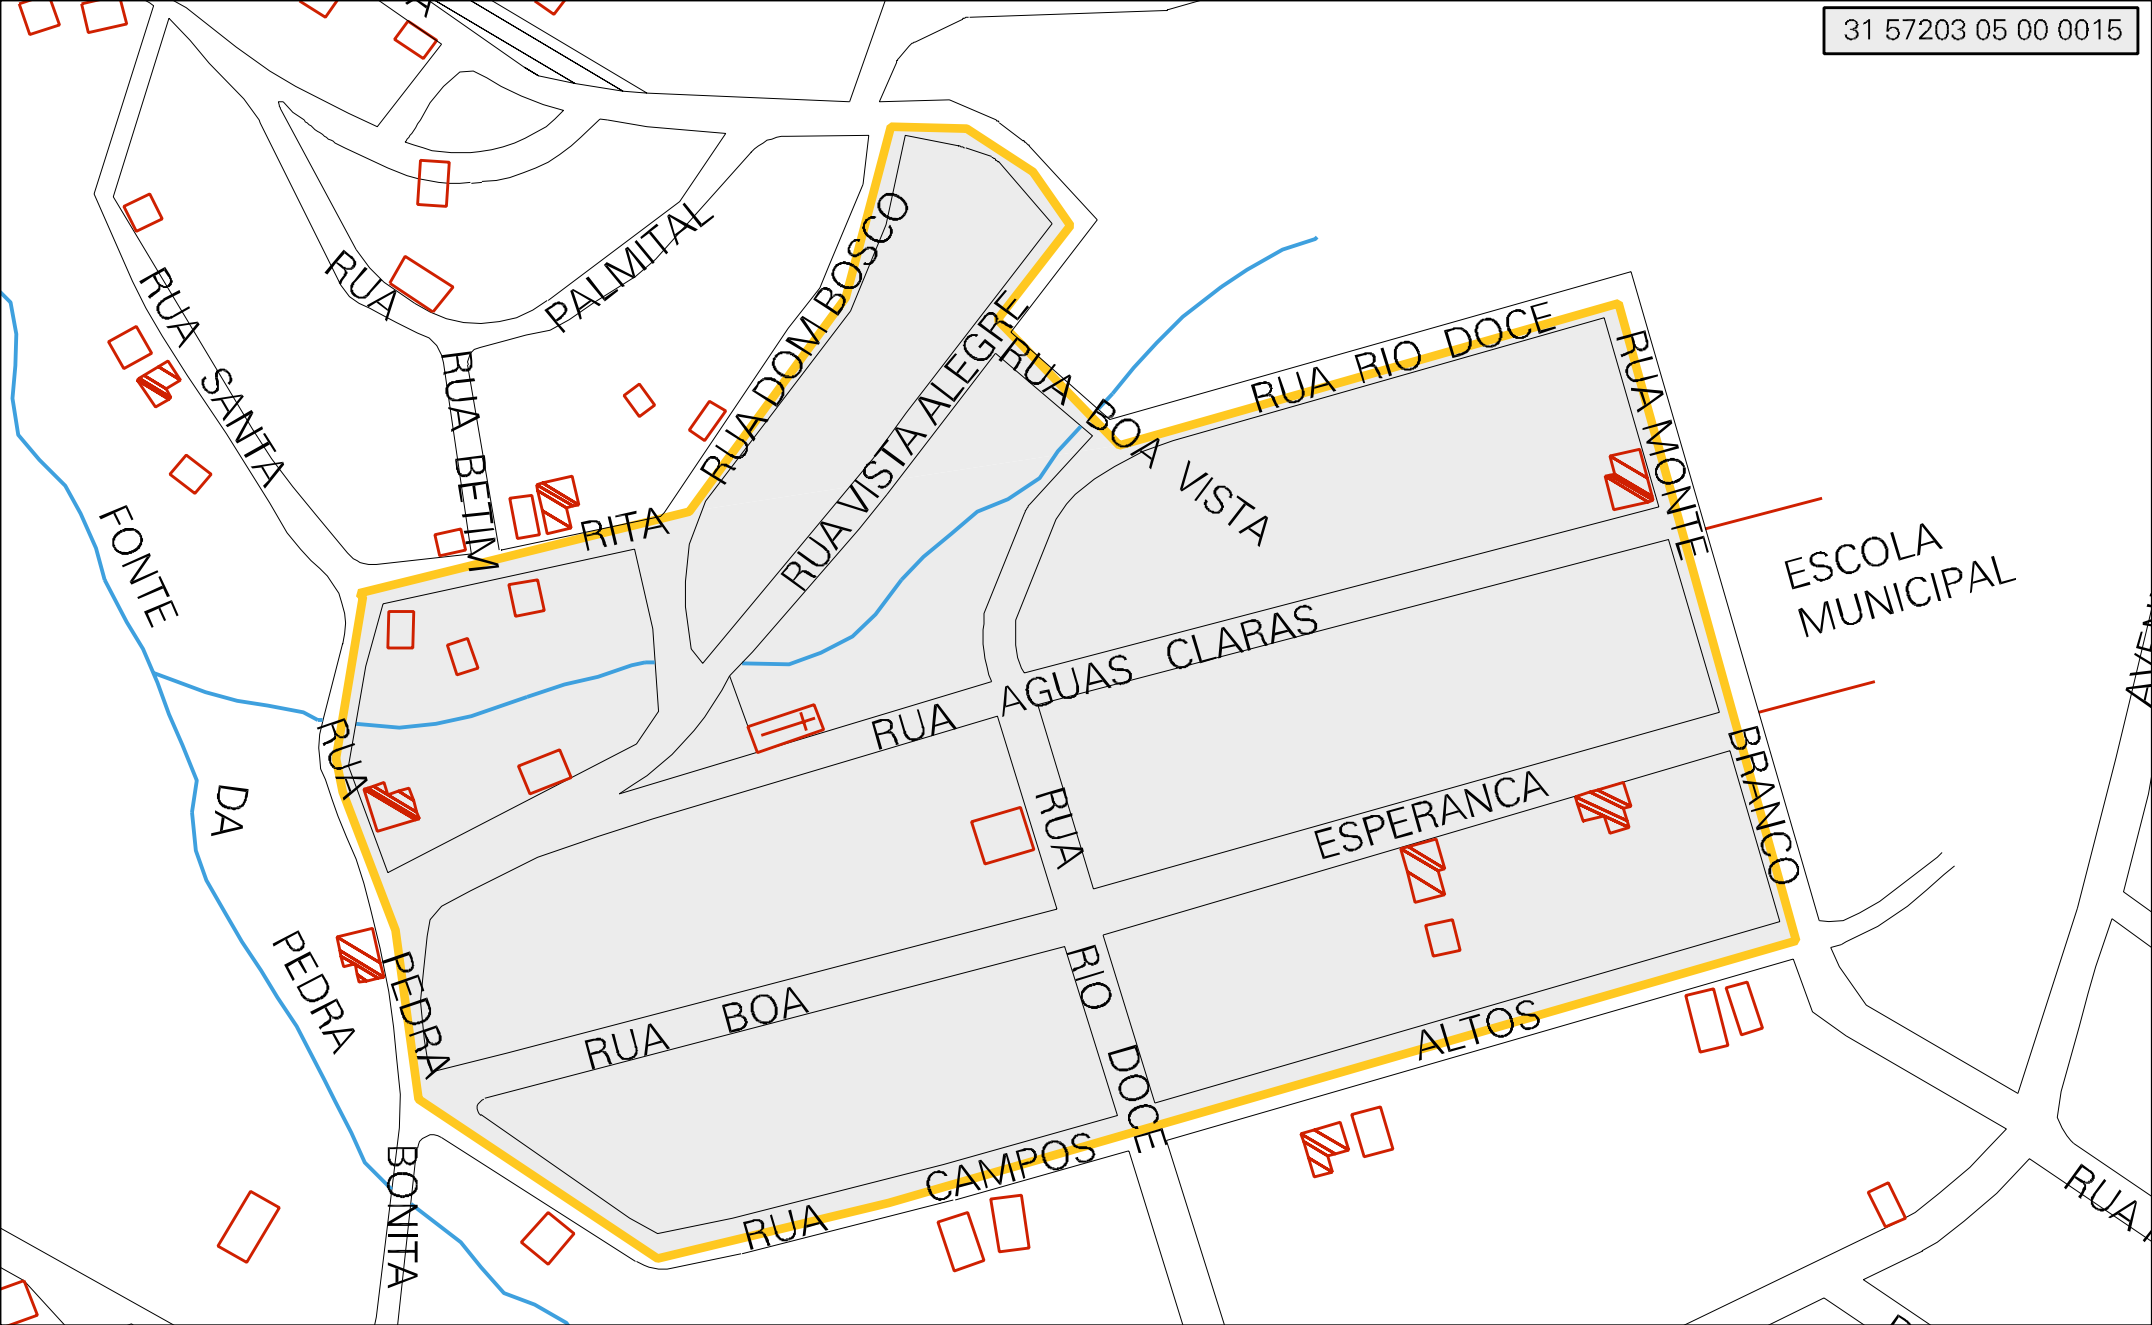 31 57203 05 00 0015
RUA SANTA RITA
RUA PALMITAL
RUA BETIM
RUA DOM BOSCO
RUA VISTA ALEGRE
RUA BOA VISTA
RUA RIO DOCE
RUA MONTE BRANCO
ESCOLA
MUNICIPAL
FONTE DA PEDRA
RUA AGUAS CLARAS
RUA PEDRA BONITA
RUA RIO DOCE
RUA BOA ESPERANCA
RUA CAMPOS ALTOS
RUA